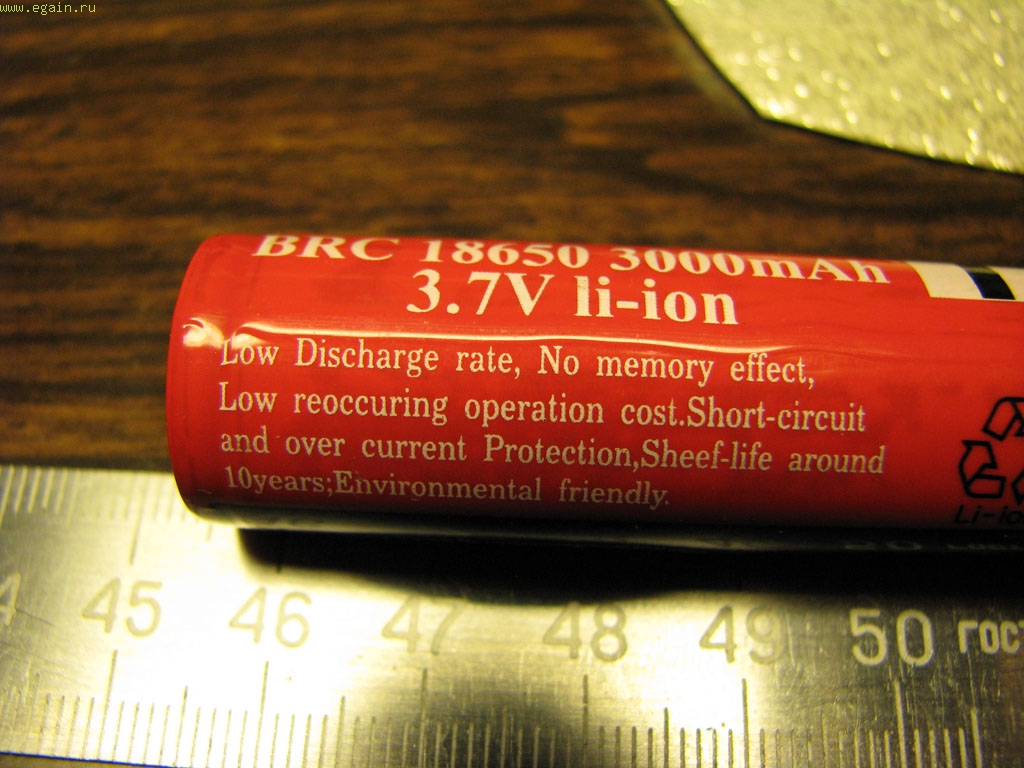 www.egain.ru
BRC 18650 3000mAh
3.7V li-ion
Low Discharge rate, No memory effect,
Low reoccuring operation cost.Short-circuit
and over current Protection,Sheef-life around
10years;Environmental friendly.
Li-io
4 45 46 47 48 49 50 гост